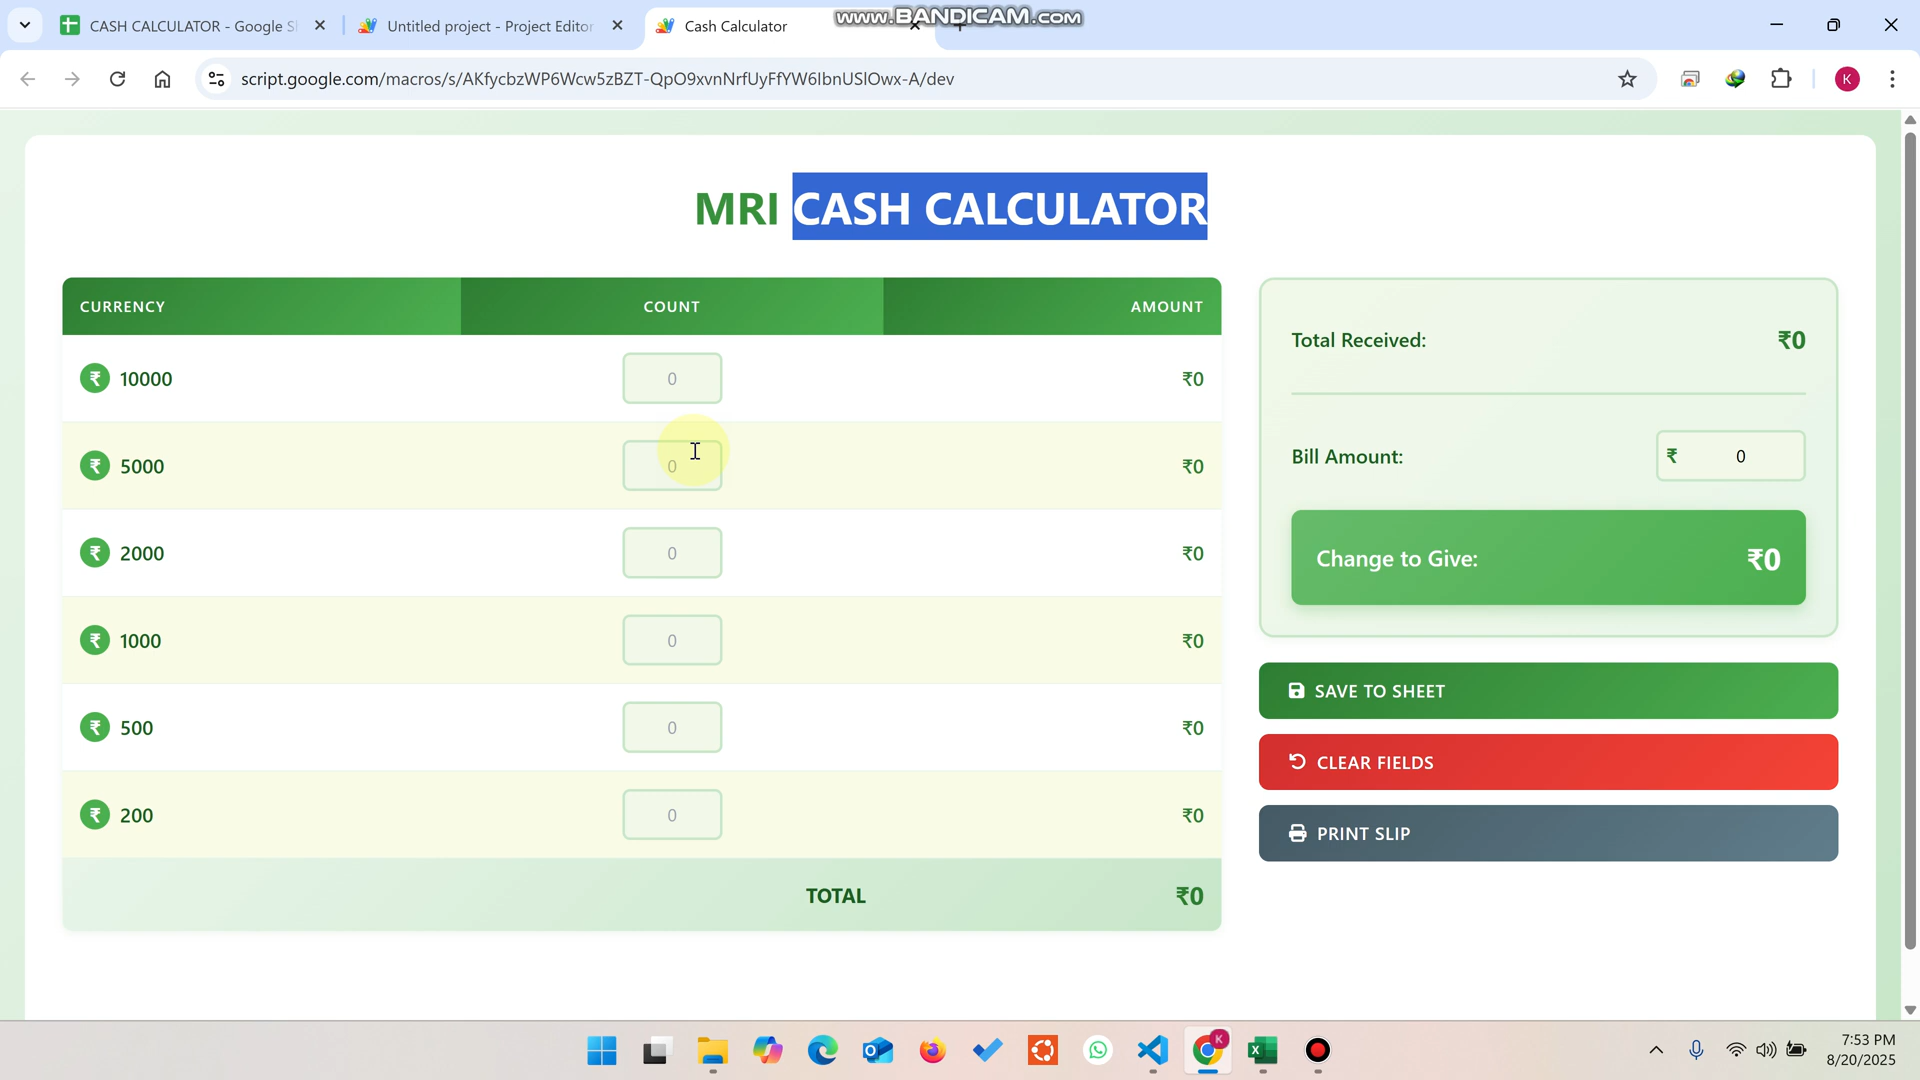 CASH CALCULATOR - Google S
Untitled project - Project Editor
Cash Calculator
www.BANDICAM.com
script.google.com/macros/s/AKfycbzWP6Wcw5zBZT-QpO9xvnNrfUyFfYW6IbnUSlOwx-A/dev
K
MRI CASH CALCULATOR
CURRENCY COUNT AMOUNT
₹ 10000 0 ₹0
₹ 5000 0 ₹0
₹ 2000 0 ₹0
₹ 1000 0 ₹0
₹ 500 0 ₹0
₹ 200 0 ₹0
TOTAL ₹0
Total Received: ₹0
Bill Amount: ₹ 0
Change to Give: ₹0
SAVE TO SHEET
CLEAR FIELDS
PRINT SLIP
7:53 PM
8/20/2025